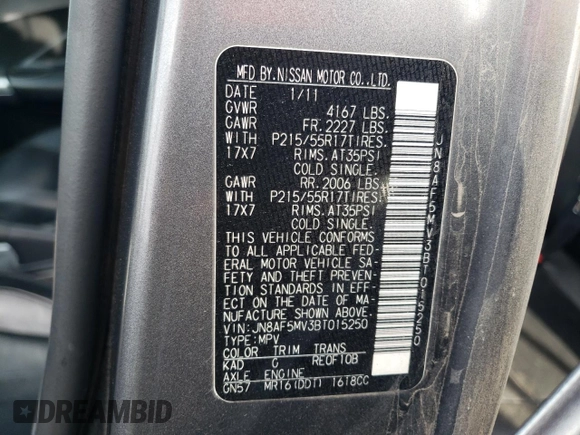 MFD BY.NISSAN MOTOR CO.,LTD.
DATE 1/11
GVWR 4167 LBS.
GAWR FR. 2227 LBS.
WITH P215/55R17TIRES.
17X7 RIMS. AT35PSI
COLD SINGLE.
GAWR RR. 2006 LBS.
WITH P215/55R17TIRES.
17X7 RIMS. AT35PSI
COLD SINGLE.
THIS VEHICLE CONFORMS
TO ALL APPLICABLE FED-
ERAL MOTOR VEHICLE SA-
FETY AND THEFT PREVEN-
TION STANDARDS IN EFF-
ECT ON THE DATE OF MA-
NUFACTURE SHOWN ABOVE.
VIN: JN8AF5MV3BT015250
TYPE: MPV
COLOR TRIM TRANS
KAD G RE0F10B
AXLE ENGINE
GN57 MR16(DDT) 16T8CC
JN8AF5MV3BT015250
DREAMBID